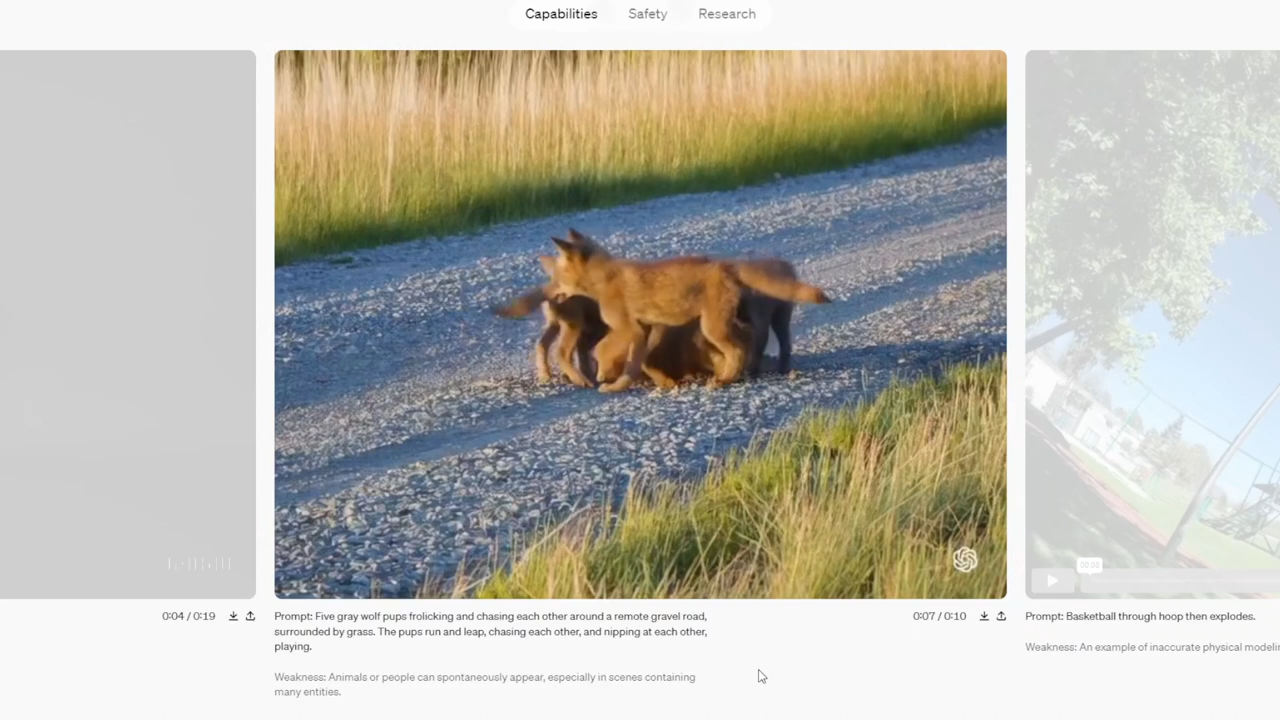 Capabilities
Safety
Research
00:08
0:04 / 0:19
Prompt: Five gray wolf pups frolicking and chasing each other around a remote gravel road,
surrounded by grass. The pups run and leap, chasing each other, and nipping at each other,
playing.
0:07 / 0:10
Prompt: Basketball through hoop then explodes.
Weakness: An example of inaccurate physical
Weakness: Animals or people can spontaneously appear, especially in scenes containing
many entities.